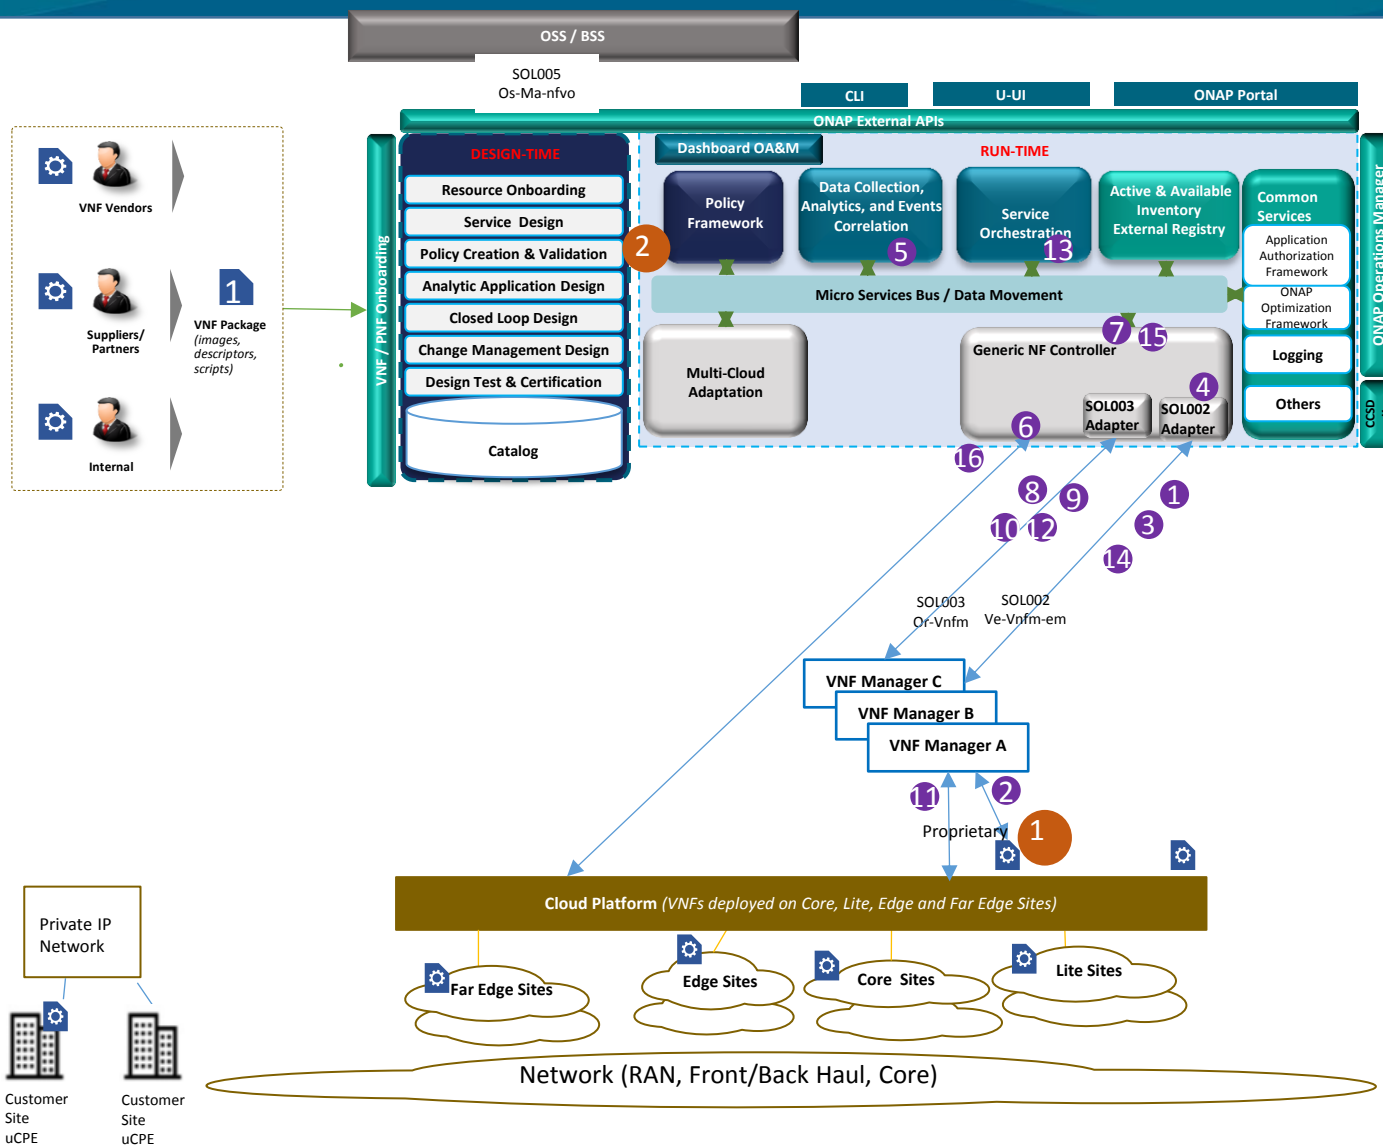 OSS / BSS
SOL005
Os-Ma-nfvo
CLI
U-UI
ONAP Portal
ONAP External APIs
DESIGN-TIME
Dashboard OA&M
RUN-TIME
VNF Vendors
Suppliers/
Partners
Internal
1
VNF Package
(images,
descriptors,
scripts)
VNF / PNF Onboarding
Resource Onboarding
Service Design
Policy Creation & Validation
Analytic Application Design
Closed Loop Design
Change Management Design
Design Test & Certification
Catalog
2
Policy
Framework
Data Collection,
Analytics, and Events
Correlation
5
Service
Orchestration
13
Active & Available
Inventory
External Registry
Common
Services
Application
Authorization
Framework
ONAP
Optimization
Framework
Logging
Others
ONAP Operations Manager
CCSD
Micro Services Bus / Data Movement
7
15
Multi-Cloud
Adaptation
Generic NF Controller
4
SOL003
Adapter
SOL002
Adapter
6
16
8
9
1
10
12
3
14
SOL003
Or-Vnfm
SOL002
Ve-Vnfm-em
VNF Manager C
VNF Manager B
VNF Manager A
11
2
Proprietary
1
Cloud Platform (VNFs deployed on Core, Lite, Edge and Far Edge Sites)
Far Edge Sites
Edge Sites
Core Sites
Lite Sites
Private IP
Network
Customer
Site
uCPE
Customer
Site
uCPE
Network (RAN, Front/Back Haul, Core)